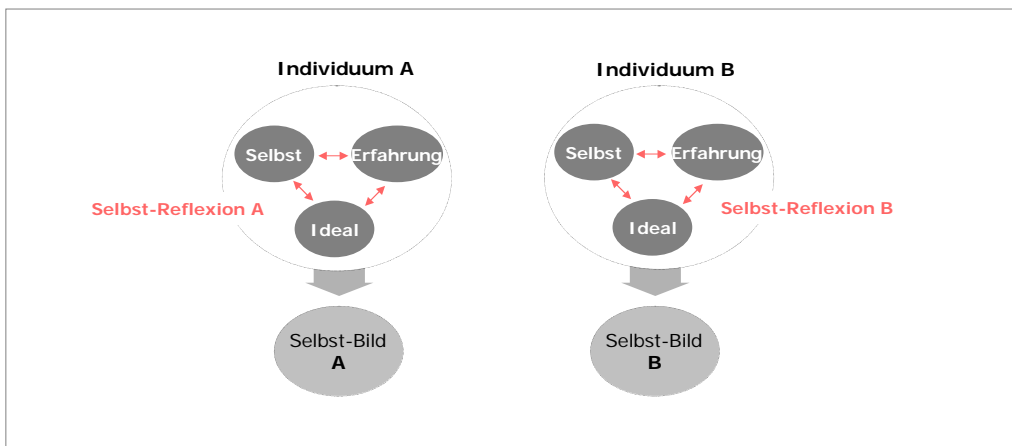 Individuum A
Individuum B
Selbst
Erfahrung
Selbst
Erfahrung
Selbst-Reflexion A
Selbst-Reflexion B
Ideal
Ideal
Selbst-Bild
A
Selbst-Bild
B